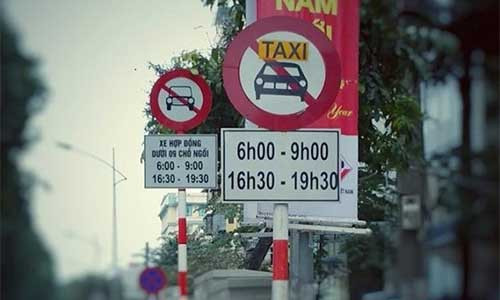 NĂM
TAXI
Year
XE HỢP ĐỒNG
DƯỚI 09 CHỖ NGỒI
6:00 - 9:00
16:30 - 19:30
6h00 - 9h00
16h30 - 19h30